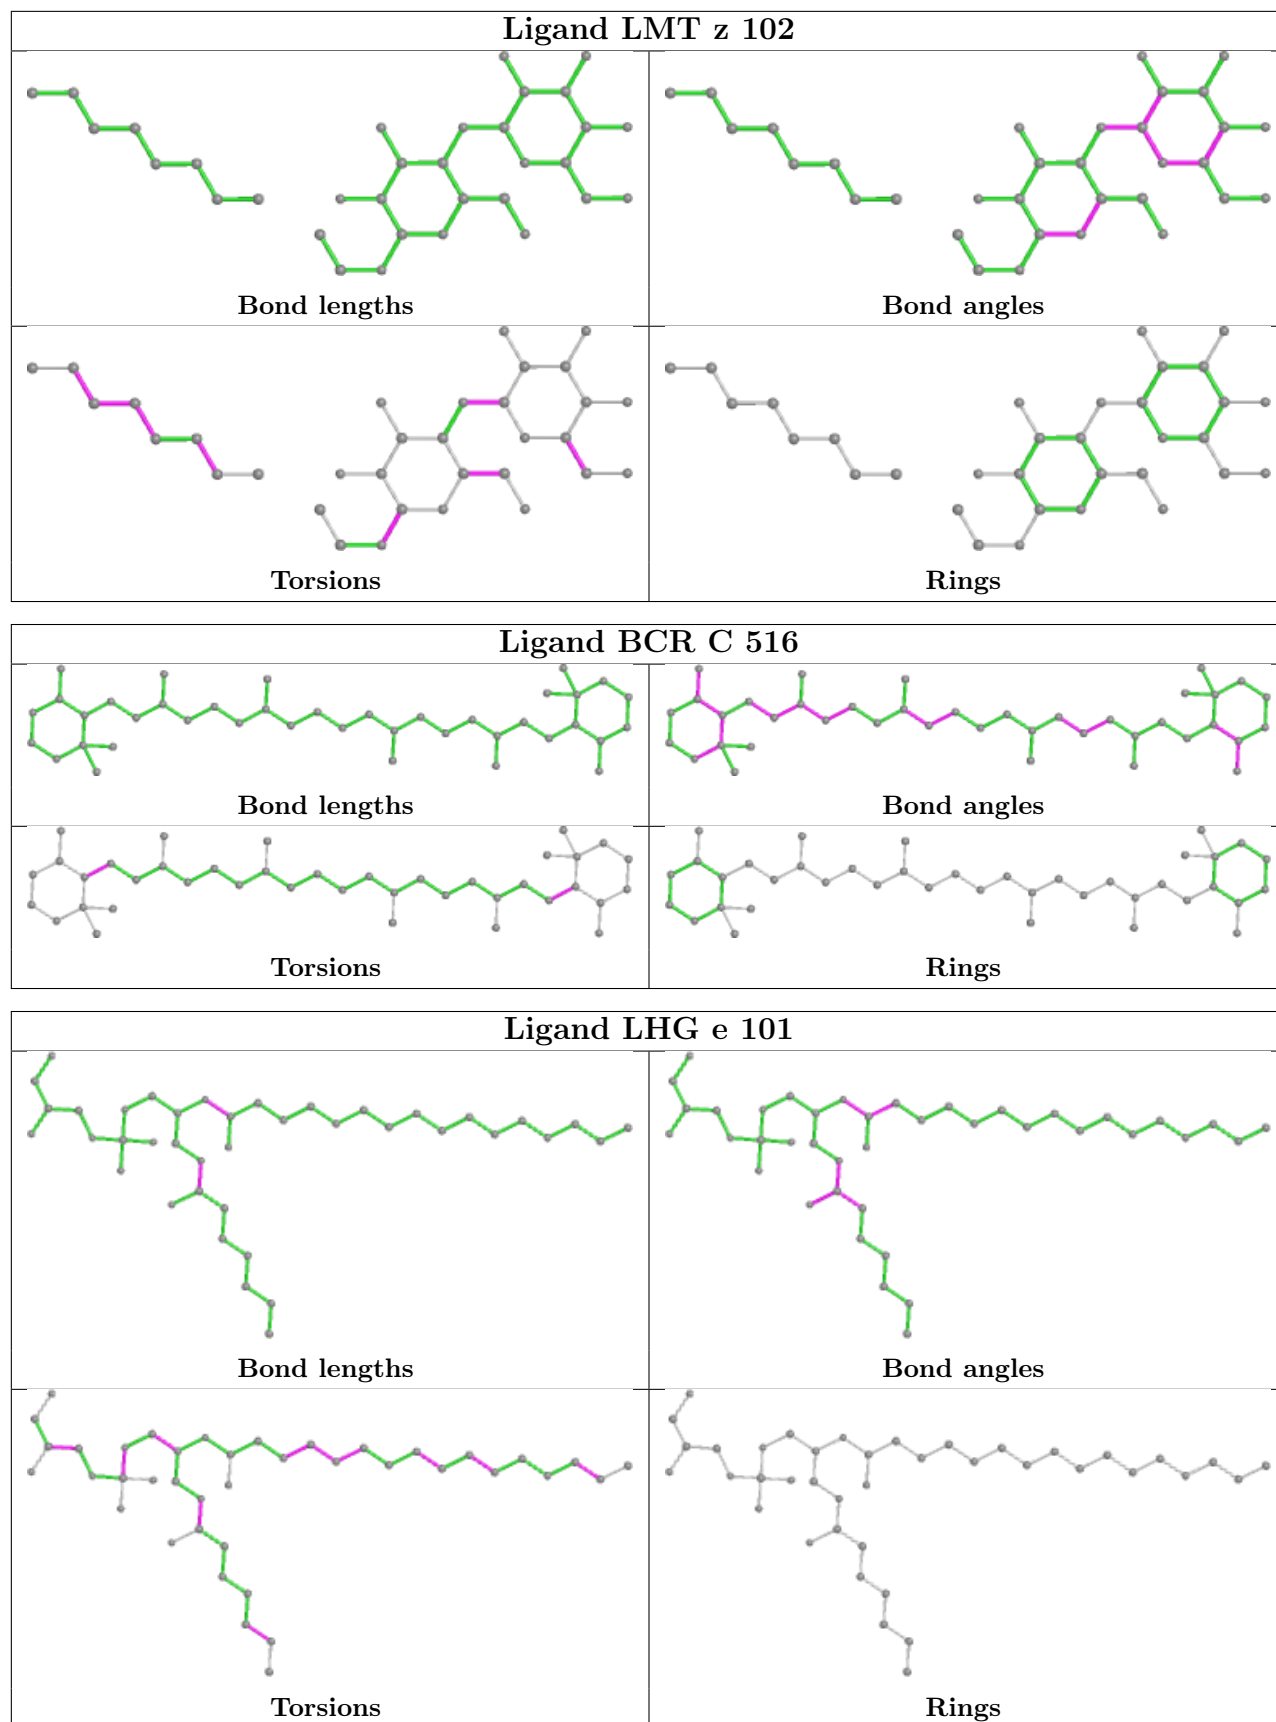 Ligand LMT z 102
Bond lengths
Bond angles
Torsions
Rings
Ligand BCR C 516
Bond lengths
Bond angles
Torsions
Rings
Ligand LHG e 101
Bond lengths
Bond angles
Torsions
Rings